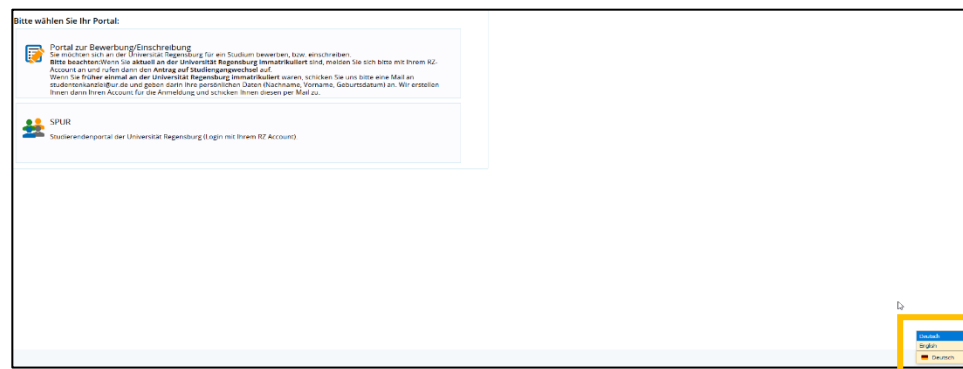 Bitte wählen Sie Ihr Portal:
Portal zur Bewerbung/Einschreibung
Sie möchten sich an der Universität Regensburg für ein Studium bewerben, bzw. einschreiben.
Bitte beachten:Wenn Sie aktuell an der Universität Regensburg immatrikuliert sind, melden Sie sich bitte mit Ihrem RZ-
Account an und rufen dann den Antrag auf Studiengangwechsel auf.
Wenn Sie früher einmal an der Universität Regensburg immatrikuliert waren, schicken Sie uns bitte eine Mail an
studentenkanzlei@ur.de und geben darin Ihre persönlichen Daten (Nachname, Vorname, Geburtsdatum) an. Wir erstellen
Ihnen dann Ihren Account für die Anmeldung und schicken Ihnen diesen per Mail zu.
SPUR
Studierendenportal der Universität Regensburg (Login mit Ihrem RZ Account).
Deutsch
English
Deutsch